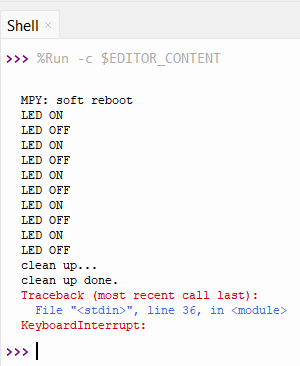 Shell ×
>>> %Run -c $EDITOR_CONTENT
MPY: soft reboot
LED ON
LED OFF
LED ON
LED OFF
LED ON
LED OFF
LED ON
LED OFF
LED ON
LED OFF
clean up...
clean up done.
Traceback (most recent call last):
  File "<stdin>", line 36, in <module>
KeyboardInterrupt:
>>>